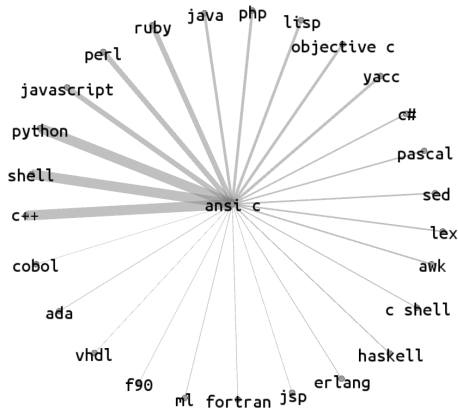 java
php
lisp
ruby
objective c
perl
yacc
javascript
c#
python
pascal
shell
sed
ansi c
c++
lex
cobol
awk
ada
c shell
vhdl
haskell
f90
erlang
ml
fortran
jsp